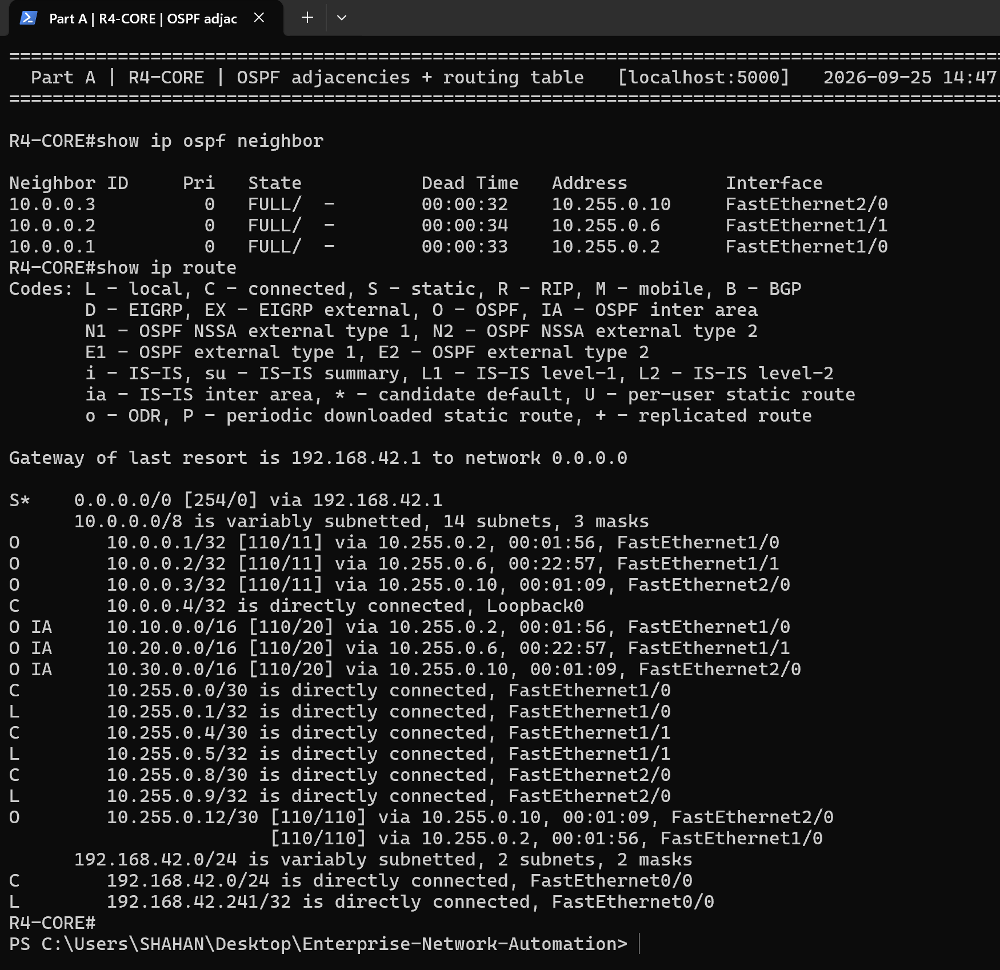 Part A | R4-CORE | OSPF adjac
==========================================================================================
  Part A | R4-CORE | OSPF adjacencies + routing table   [localhost:5000]   2026-09-25 14:47
==========================================================================================
R4-CORE#show ip ospf neighbor
Neighbor ID     Pri   State           Dead Time   Address         Interface
10.0.0.3          0   FULL/  -        00:00:32    10.255.0.10     FastEthernet2/0
10.0.0.2          0   FULL/  -        00:00:34    10.255.0.6      FastEthernet1/1
10.0.0.1          0   FULL/  -        00:00:33    10.255.0.2      FastEthernet1/0
R4-CORE#show ip route
Codes: L - local, C - connected, S - static, R - RIP, M - mobile, B - BGP
       D - EIGRP, EX - EIGRP external, O - OSPF, IA - OSPF inter area
       N1 - OSPF NSSA external type 1, N2 - OSPF NSSA external type 2
       E1 - OSPF external type 1, E2 - OSPF external type 2
       i - IS-IS, su - IS-IS summary, L1 - IS-IS level-1, L2 - IS-IS level-2
       ia - IS-IS inter area, * - candidate default, U - per-user static route
       o - ODR, P - periodic downloaded static route, + - replicated route
Gateway of last resort is 192.168.42.1 to network 0.0.0.0
S*    0.0.0.0/0 [254/0] via 192.168.42.1
      10.0.0.0/8 is variably subnetted, 14 subnets, 3 masks
O        10.0.0.1/32 [110/11] via 10.255.0.2, 00:01:56, FastEthernet1/0
O        10.0.0.2/32 [110/11] via 10.255.0.6, 00:22:57, FastEthernet1/1
O        10.0.0.3/32 [110/11] via 10.255.0.10, 00:01:09, FastEthernet2/0
C        10.0.0.4/32 is directly connected, Loopback0
O IA     10.10.0.0/16 [110/20] via 10.255.0.2, 00:01:56, FastEthernet1/0
O IA     10.20.0.0/16 [110/20] via 10.255.0.6, 00:22:57, FastEthernet1/1
O IA     10.30.0.0/16 [110/20] via 10.255.0.10, 00:01:09, FastEthernet2/0
C        10.255.0.0/30 is directly connected, FastEthernet1/0
L        10.255.0.1/32 is directly connected, FastEthernet1/0
C        10.255.0.4/30 is directly connected, FastEthernet1/1
L        10.255.0.5/32 is directly connected, FastEthernet1/1
C        10.255.0.8/30 is directly connected, FastEthernet2/0
L        10.255.0.9/32 is directly connected, FastEthernet2/0
O        10.255.0.12/30 [110/110] via 10.255.0.10, 00:01:09, FastEthernet2/0
                        [110/110] via 10.255.0.2, 00:01:56, FastEthernet1/0
      192.168.42.0/24 is variably subnetted, 2 subnets, 2 masks
C        192.168.42.0/24 is directly connected, FastEthernet0/0
L        192.168.42.241/32 is directly connected, FastEthernet0/0
R4-CORE#
PS C:\Users\SHAHAN\Desktop\Enterprise-Network-Automation>